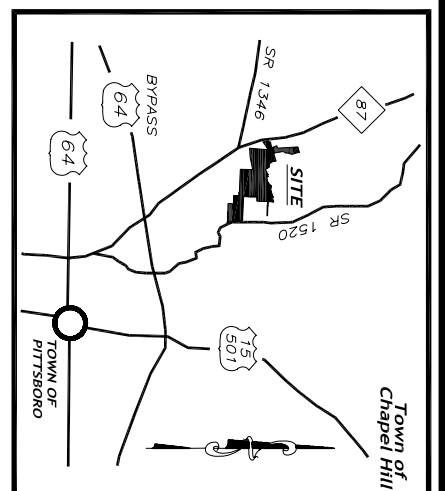 SR 1346
87
BYPASS
64
64
SITE
SR 1520
15
501
TOWN OF
PITTSBORO
Town of
Chapel Hill